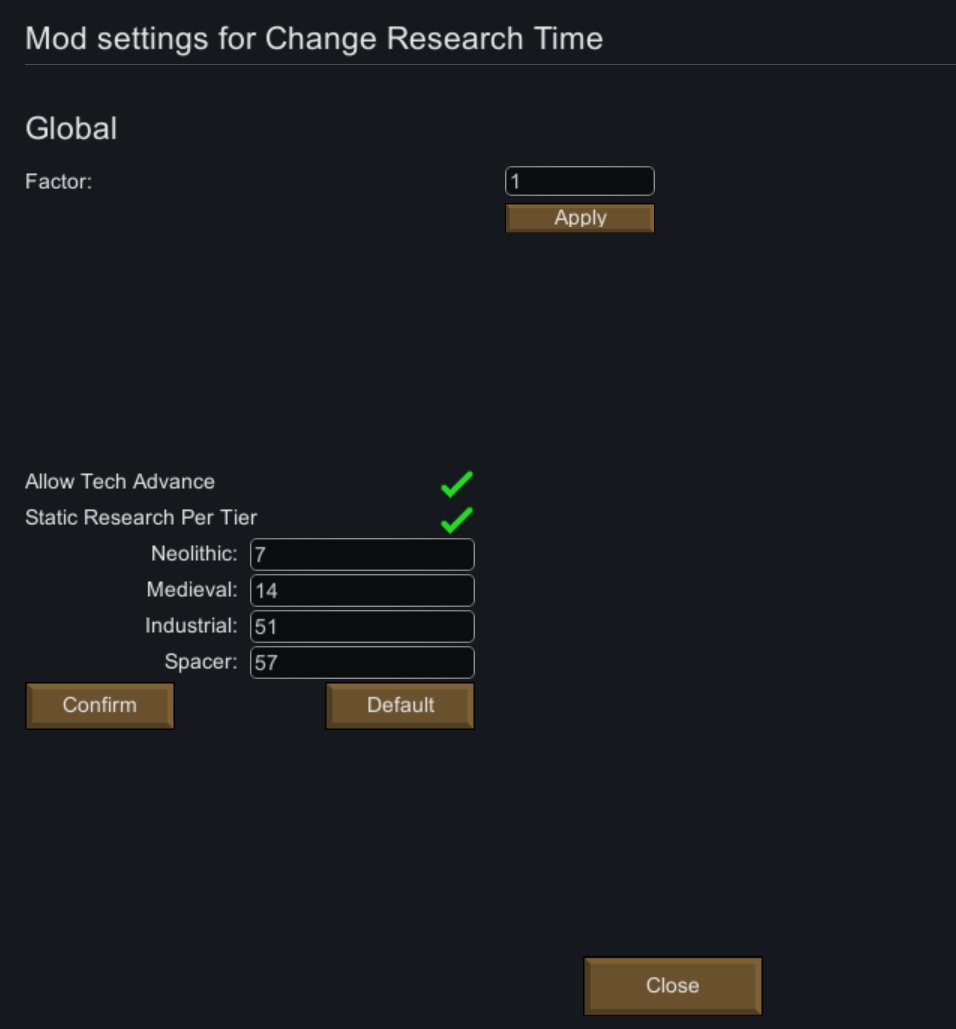 Mod settings for Change Research Time
Global
Factor: 1
Apply
Allow Tech Advance
Static Research Per Tier
Neolithic: 7
Medieval: 14
Industrial: 51
Spacer: 57
Confirm Default
Close